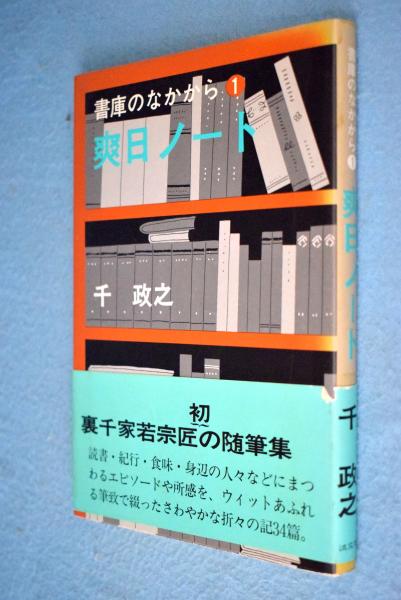 書庫のなかから1
爽日ノート
千 政之
初
裏千家若宗匠の随筆集
読書・紀行・食味・身辺の人々などにまつ
わるエピソードや所感を、ウィットあふれ
る筆致で綴ったさわやかな折々の記34篇。
書庫のなかから1
爽日ノート
千 政之